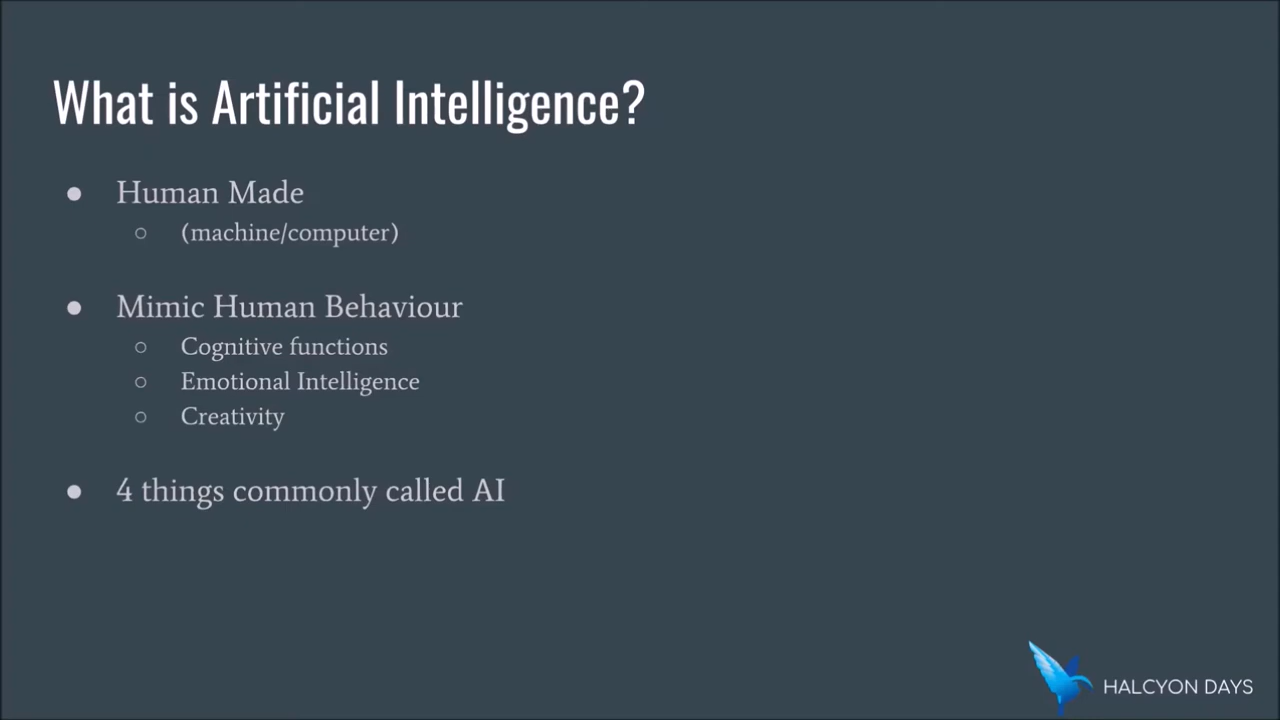 What is Artificial Intelligence?
● Human Made
○ (machine/computer)
● Mimic Human Behaviour
○ Cognitive functions
○ Emotional Intelligence
○ Creativity
● 4 things commonly called AI
HALCYON DAYS